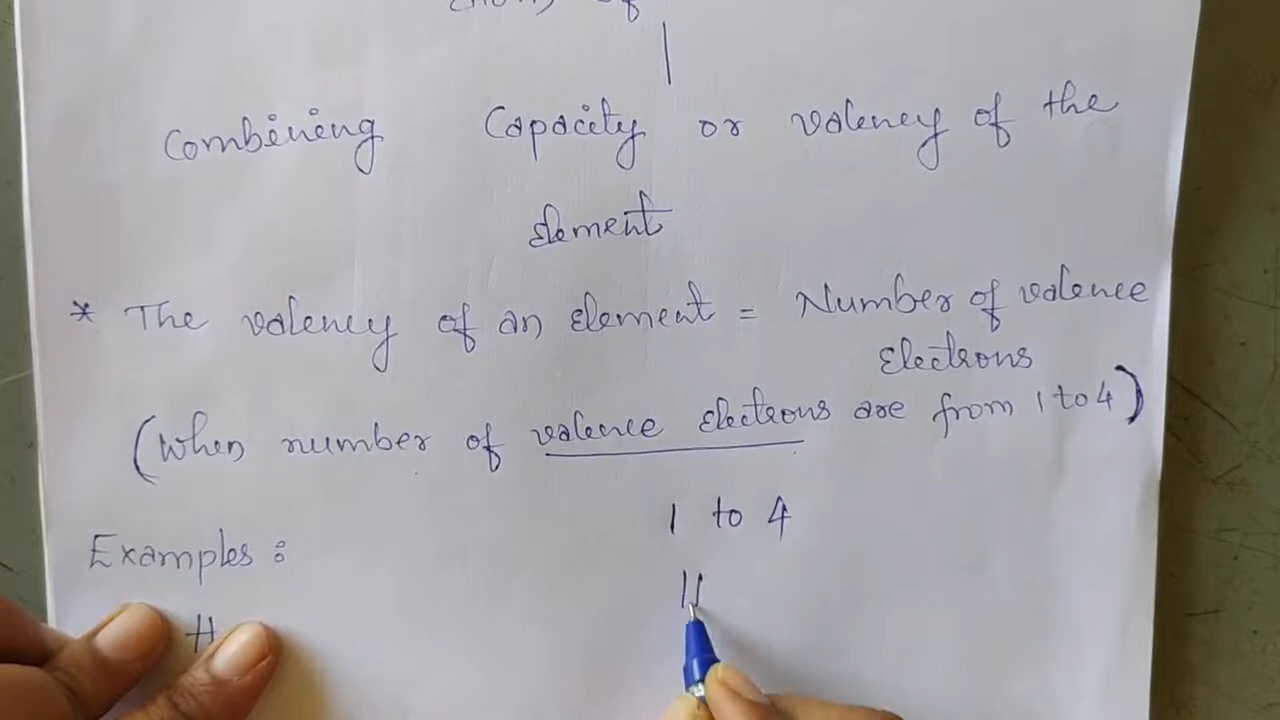 of
Combining Capacity or valency of the
element
* The valency of an element = Number of valence
electrons
(When number of valence electrons are from 1 to 4)
1 to 4
Examples :
H